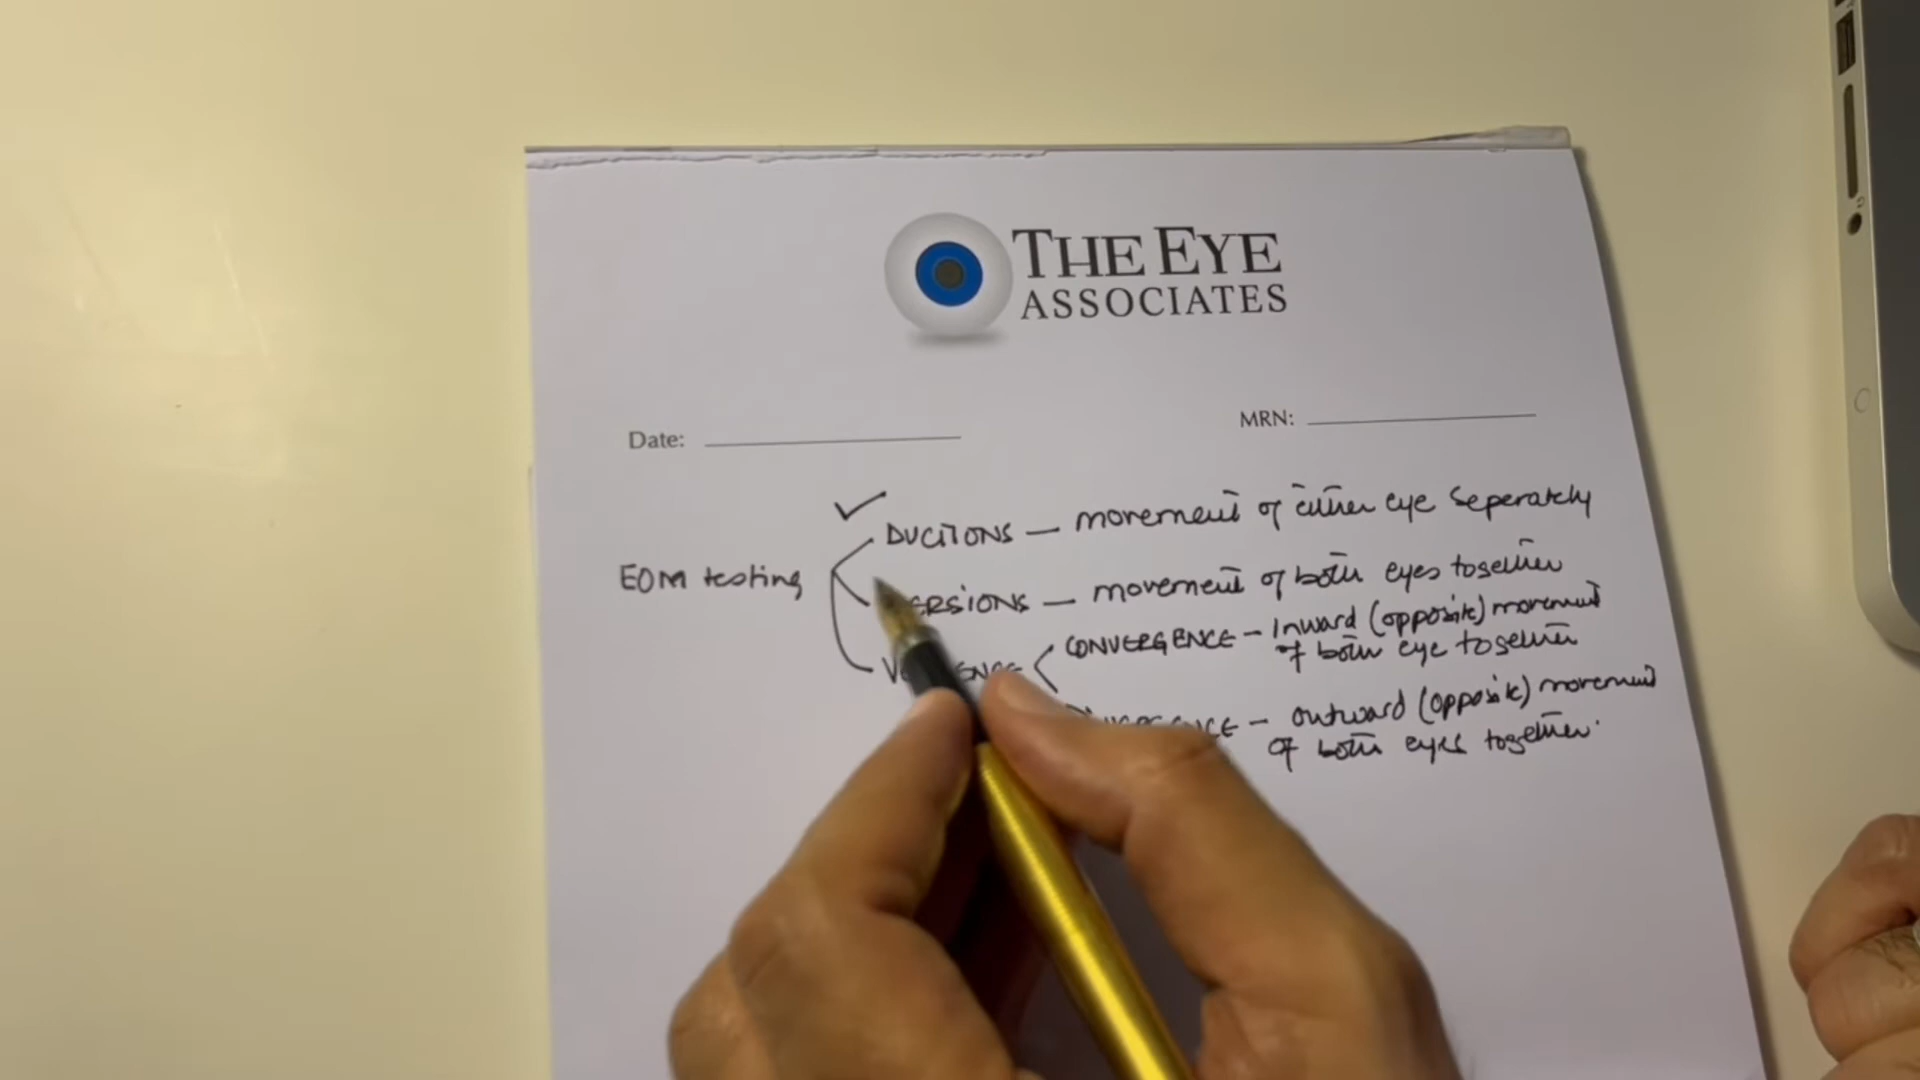 THE EYE
ASSOCIATES
Date:
MRN:
DUCTIONS — movement of either eye seperately
EOM testing
ERSIONS — movement of both eyes together
CONVERGENCE — Inward (opposite) movement
of both eye together
outward (opposite) movement
of both eyes together.